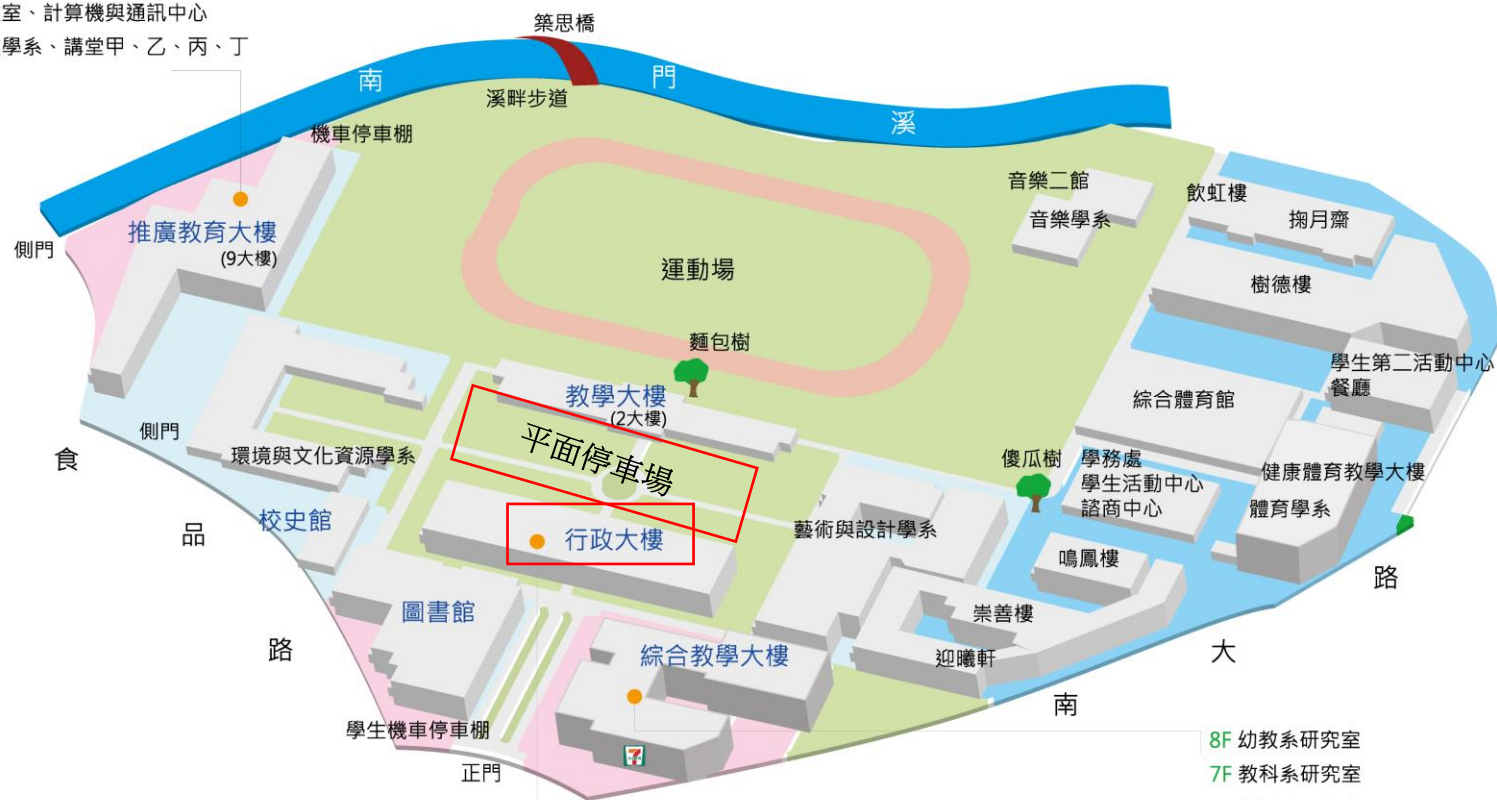 室、計算機與通訊中心
學系、講堂甲、乙、丙、丁
築思橋
南
門
溪
溪畔步道
機車停車棚
音樂二館
音樂學系
飲虹樓
掬月齋
側門
推廣教育大樓
(9大樓)
運動場
樹德樓
麵包樹
學生第二活動中心
餐廳
教學大樓
(2大樓)
綜合體育館
平面停車場
側門
環境與文化資源學系
食
傻瓜樹
學務處
學生活動中心
諮商中心
健康體育教學大樓
體育學系
校史館
品
行政大樓
藝術與設計學系
鳴鳳樓
路
圖書館
崇善樓
路
綜合教學大樓
迎曦軒
大
南
學生機車停車棚
7
正門
8F 幼教系研究室
7F 教科系研究室